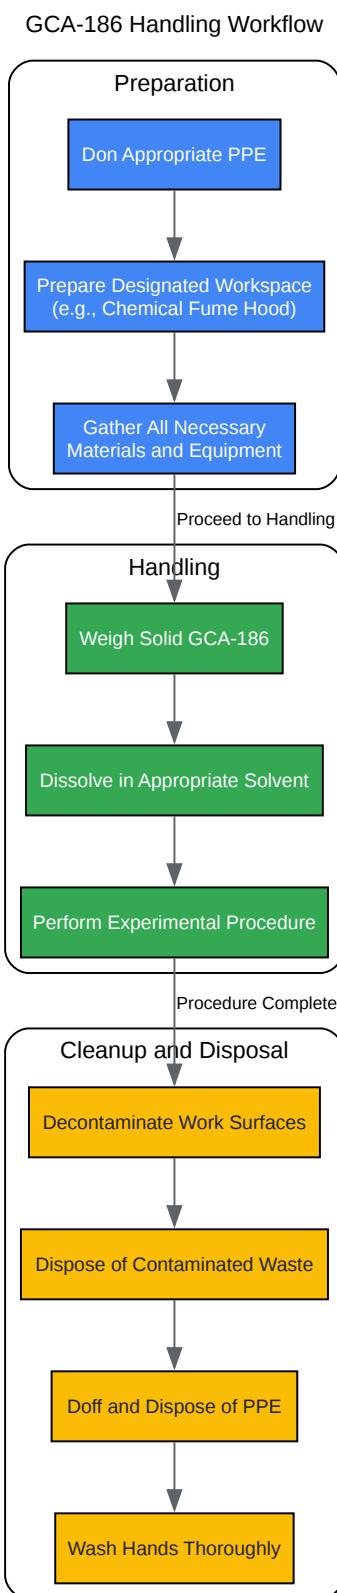 GCA-186 Handling Workflow
Preparation
Don Appropriate PPE
Prepare Designated Workspace
(e.g., Chemical Fume Hood)
Gather All Necessary
Materials and Equipment
Proceed to Handling
Handling
Weigh Solid GCA-186
Dissolve in Appropriate Solvent
Perform Experimental Procedure
Procedure Complete
Cleanup and Disposal
Decontaminate Work Surfaces
Dispose of Contaminated Waste
Doff and Dispose of PPE
Wash Hands Thoroughly